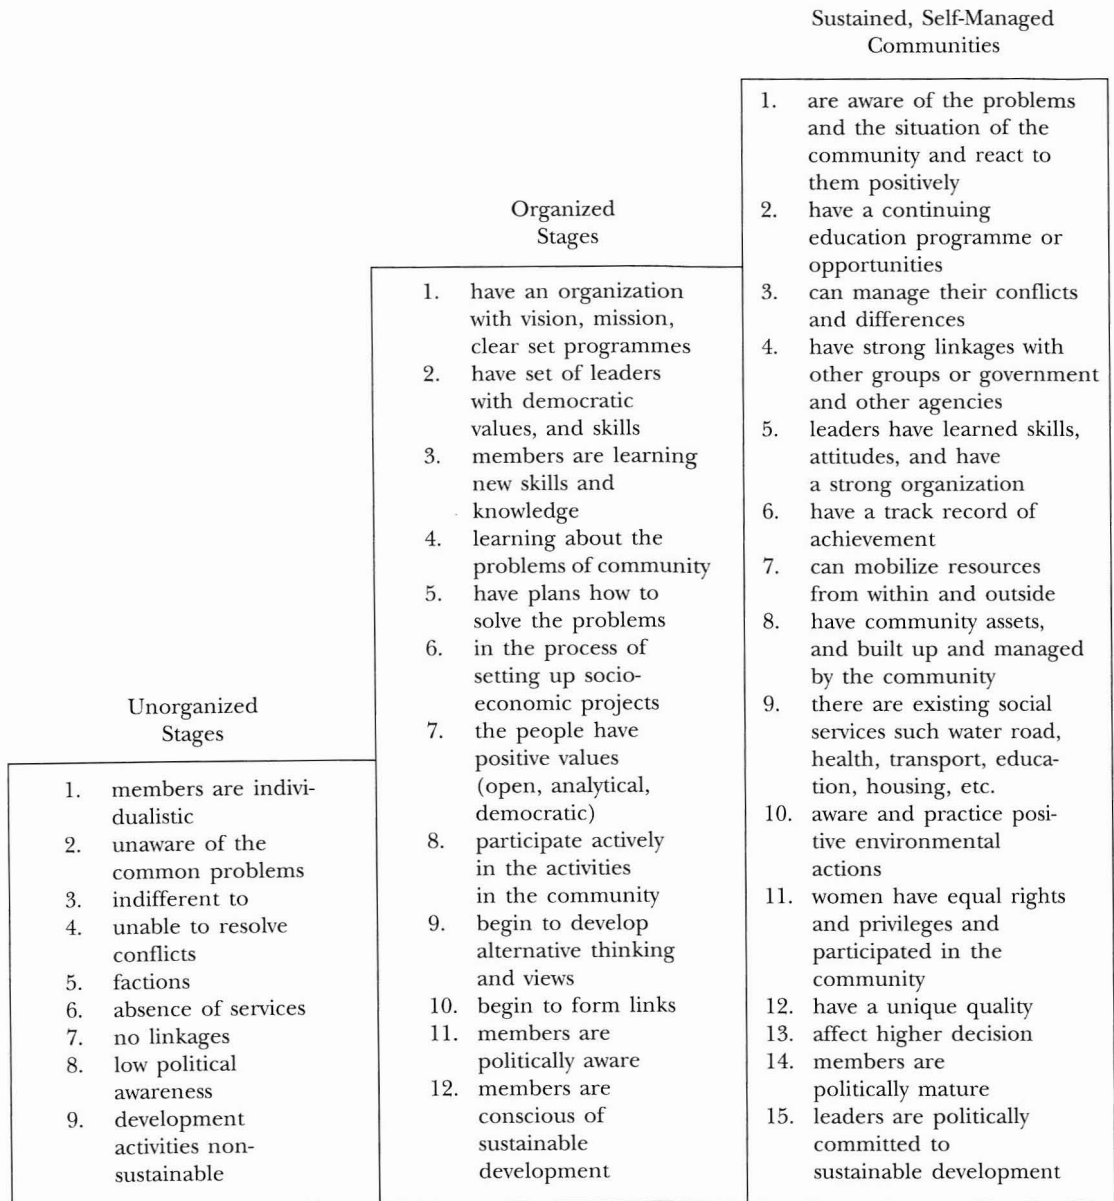 Sustained, Self-Managed
Communities
1. are aware of the problems
and the situation of the
community and react to
them positively
2. have a continuing
education programme or
opportunities
3. can manage their conflicts
and differences
4. have strong linkages with
other groups or government
and other agencies
5. leaders have learned skills,
attitudes, and have
a strong organization
6. have a track record of
achievement
7. can mobilize resources
from within and outside
8. have community assets,
and built up and managed
by the community
9. there are existing social
services such water road,
health, transport, educa-
tion, housing, etc.
10. aware and practice posi-
tive environmental
actions
11. women have equal rights
and privileges and
participated in the
community
12. have a unique quality
13. affect higher decision
14. members are
politically mature
15. leaders are politically
committed to
sustainable development
Organized
Stages
1. have an organization
with vision, mission,
clear set programmes
2. have set of leaders
with democratic
values, and skills
3. members are learning
new skills and
knowledge
4. learning about the
problems of community
5. have plans how to
solve the problems
6. in the process of
setting up socio-
economic projects
7. the people have
positive values
(open, analytical,
democratic)
8. participate actively
in the activities
in the community
9. begin to develop
alternative thinking
and views
10. begin to form links
11. members are
politically aware
12. members are
conscious of
sustainable
development
Unorganized
Stages
1. members are indivi-
dualistic
2. unaware of the
common problems
3. indifferent to
4. unable to resolve
conflicts
5. factions
6. absence of services
7. no linkages
8. low political
awareness
9. development
activities non-
sustainable